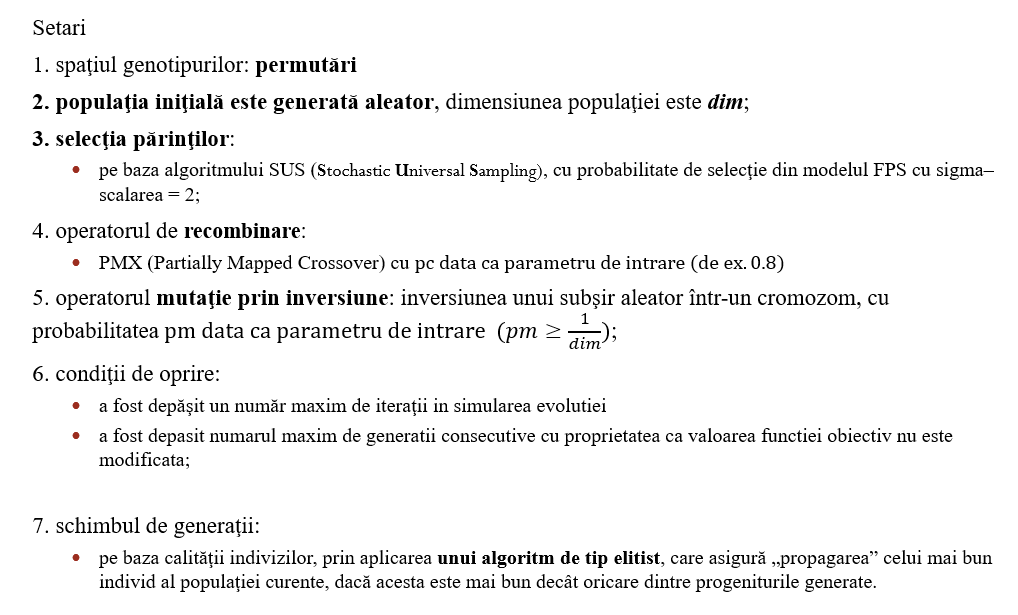 Setari
1. spaţiul genotipurilor: permutări
2. populaţia iniţială este generată aleator, dimensiunea populaţiei este dim;
3. selecţia părinţilor:
• pe baza algoritmului SUS (Stochastic Universal Sampling), cu probabilitate de selecţie din modelul FPS cu sigma–
scalarea = 2;
4. operatorul de recombinare:
• PMX (Partially Mapped Crossover) cu pc data ca parametru de intrare (de ex. 0.8)
5. operatorul mutaţie prin inversiune: inversiunea unui subşir aleator într-un cromozom, cu
probabilitatea pm data ca parametru de intrare (pm ≥ 1/dim);
6. condiţii de oprire:
• a fost depăşit un număr maxim de iteraţii in simularea evolutiei
• a fost depasit numarul maxim de generatii consecutive cu proprietatea ca valoarea functiei obiectiv nu este
modificata;
7. schimbul de generaţii:
• pe baza calităţii indivizilor, prin aplicarea unui algoritm de tip elitist, care asigură „propagarea” celui mai bun
individ al populaţiei curente, dacă acesta este mai bun decât oricare dintre progeniturile generate.